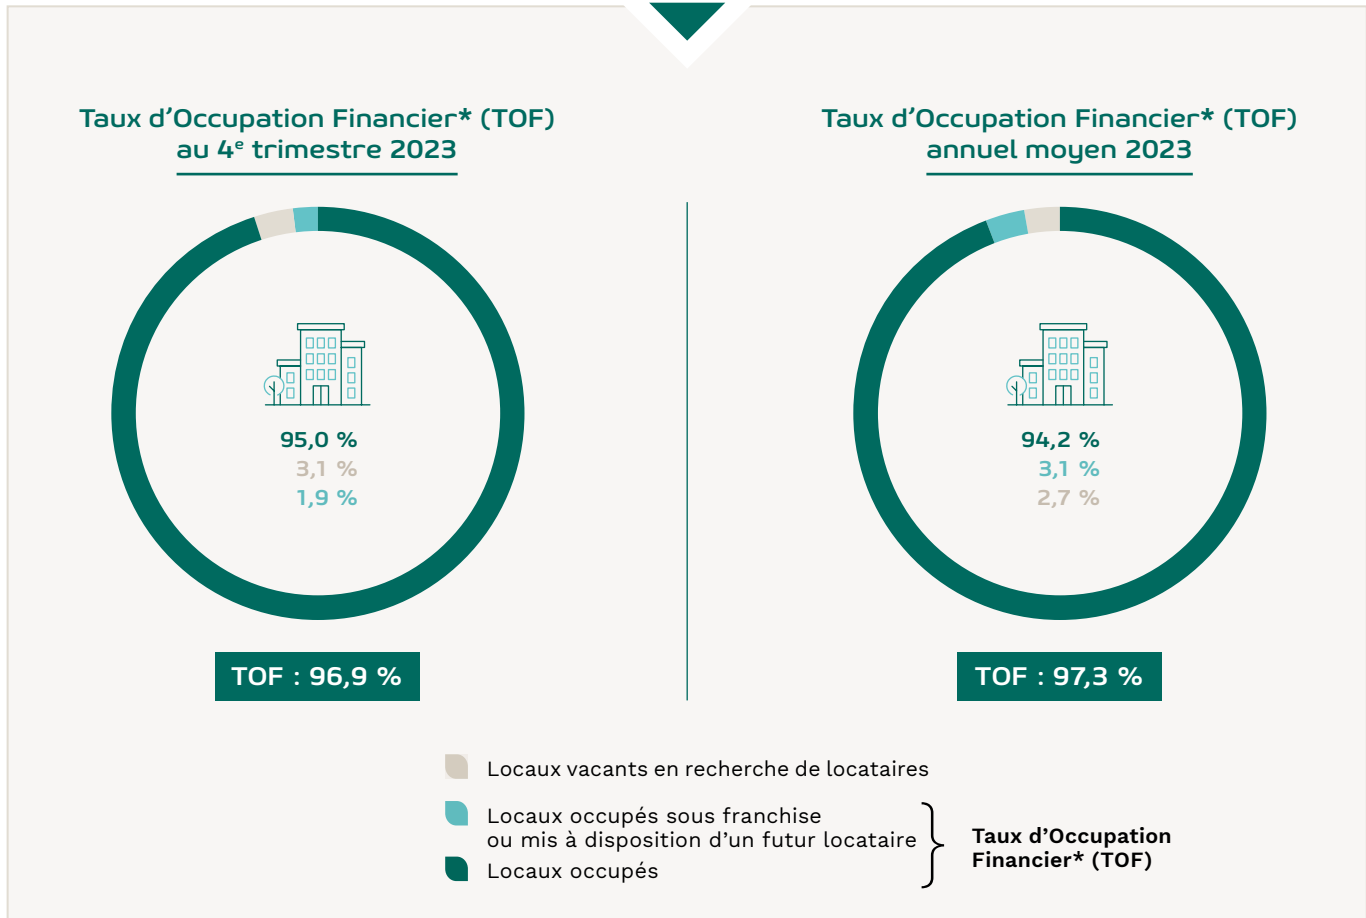 Taux d’Occupation Financier* (TOF)
au 4e trimestre 2023
95,0 %
3,1 %
1,9 %
TOF : 96,9 %
Taux d’Occupation Financier* (TOF)
annuel moyen 2023
94,2 %
3,1 %
2,7 %
TOF : 97,3 %
Locaux vacants en recherche de locataires
Locaux occupés sous franchise
ou mis à disposition d’un futur locataire
Locaux occupés
Taux d’Occupation
Financier* (TOF)